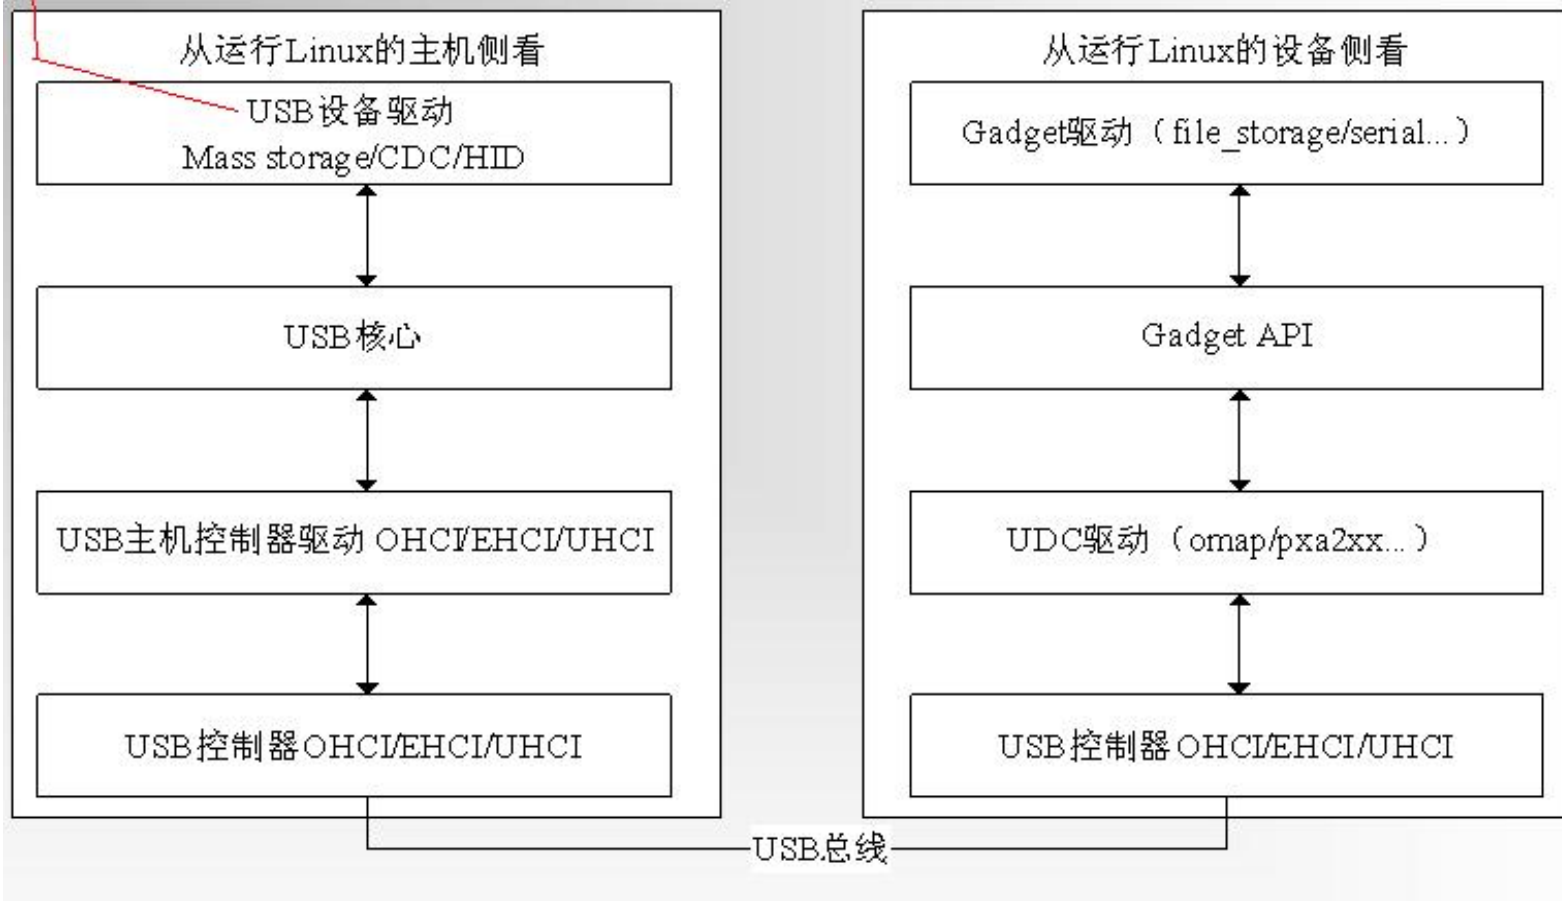 从运行Linux的主机侧看
USB设备驱动
Mass storage/CDC/HID
USB核心
USB主机控制器驱动 OHCI/EHCI/UHCI
USB控制器OHCI/EHCI/UHCI
从运行Linux的设备侧看
Gadget驱动（file_storage/serial...）
Gadget API
UDC驱动（omap/pxa2xx...）
USB控制器OHCI/EHCI/UHCI
USB总线